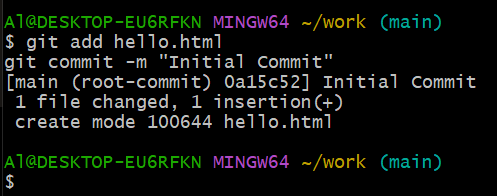 Al@DESKTOP-EU6RFKN MINGW64 ~/work (main)
$ git add hello.html
git commit -m "Initial Commit"
[main (root-commit) 0a15c52] Initial Commit
 1 file changed, 1 insertion(+)
 create mode 100644 hello.html

Al@DESKTOP-EU6RFKN MINGW64 ~/work (main)
$